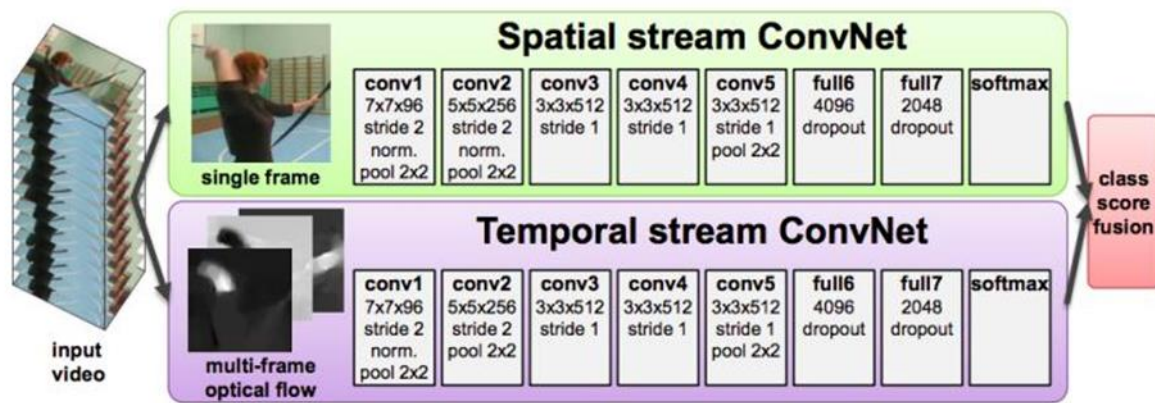 input
video
Spatial stream ConvNet
single frame
conv1
7x7x96
stride 2
norm.
pool 2x2
conv2
5x5x256
stride 2
norm.
pool 2x2
conv3
3x3x512
stride 1
conv4
3x3x512
stride 1
conv5
3x3x512
stride 1
pool 2x2
full6
4096
dropout
full7
2048
dropout
softmax
Temporal stream ConvNet
multi-frame
optical flow
conv1
7x7x96
stride 2
norm.
pool 2x2
conv2
5x5x256
stride 2
pool 2x2
conv3
3x3x512
stride 1
conv4
3x3x512
stride 1
conv5
3x3x512
stride 1
pool 2x2
full6
4096
dropout
full7
2048
dropout
softmax
class
score
fusion